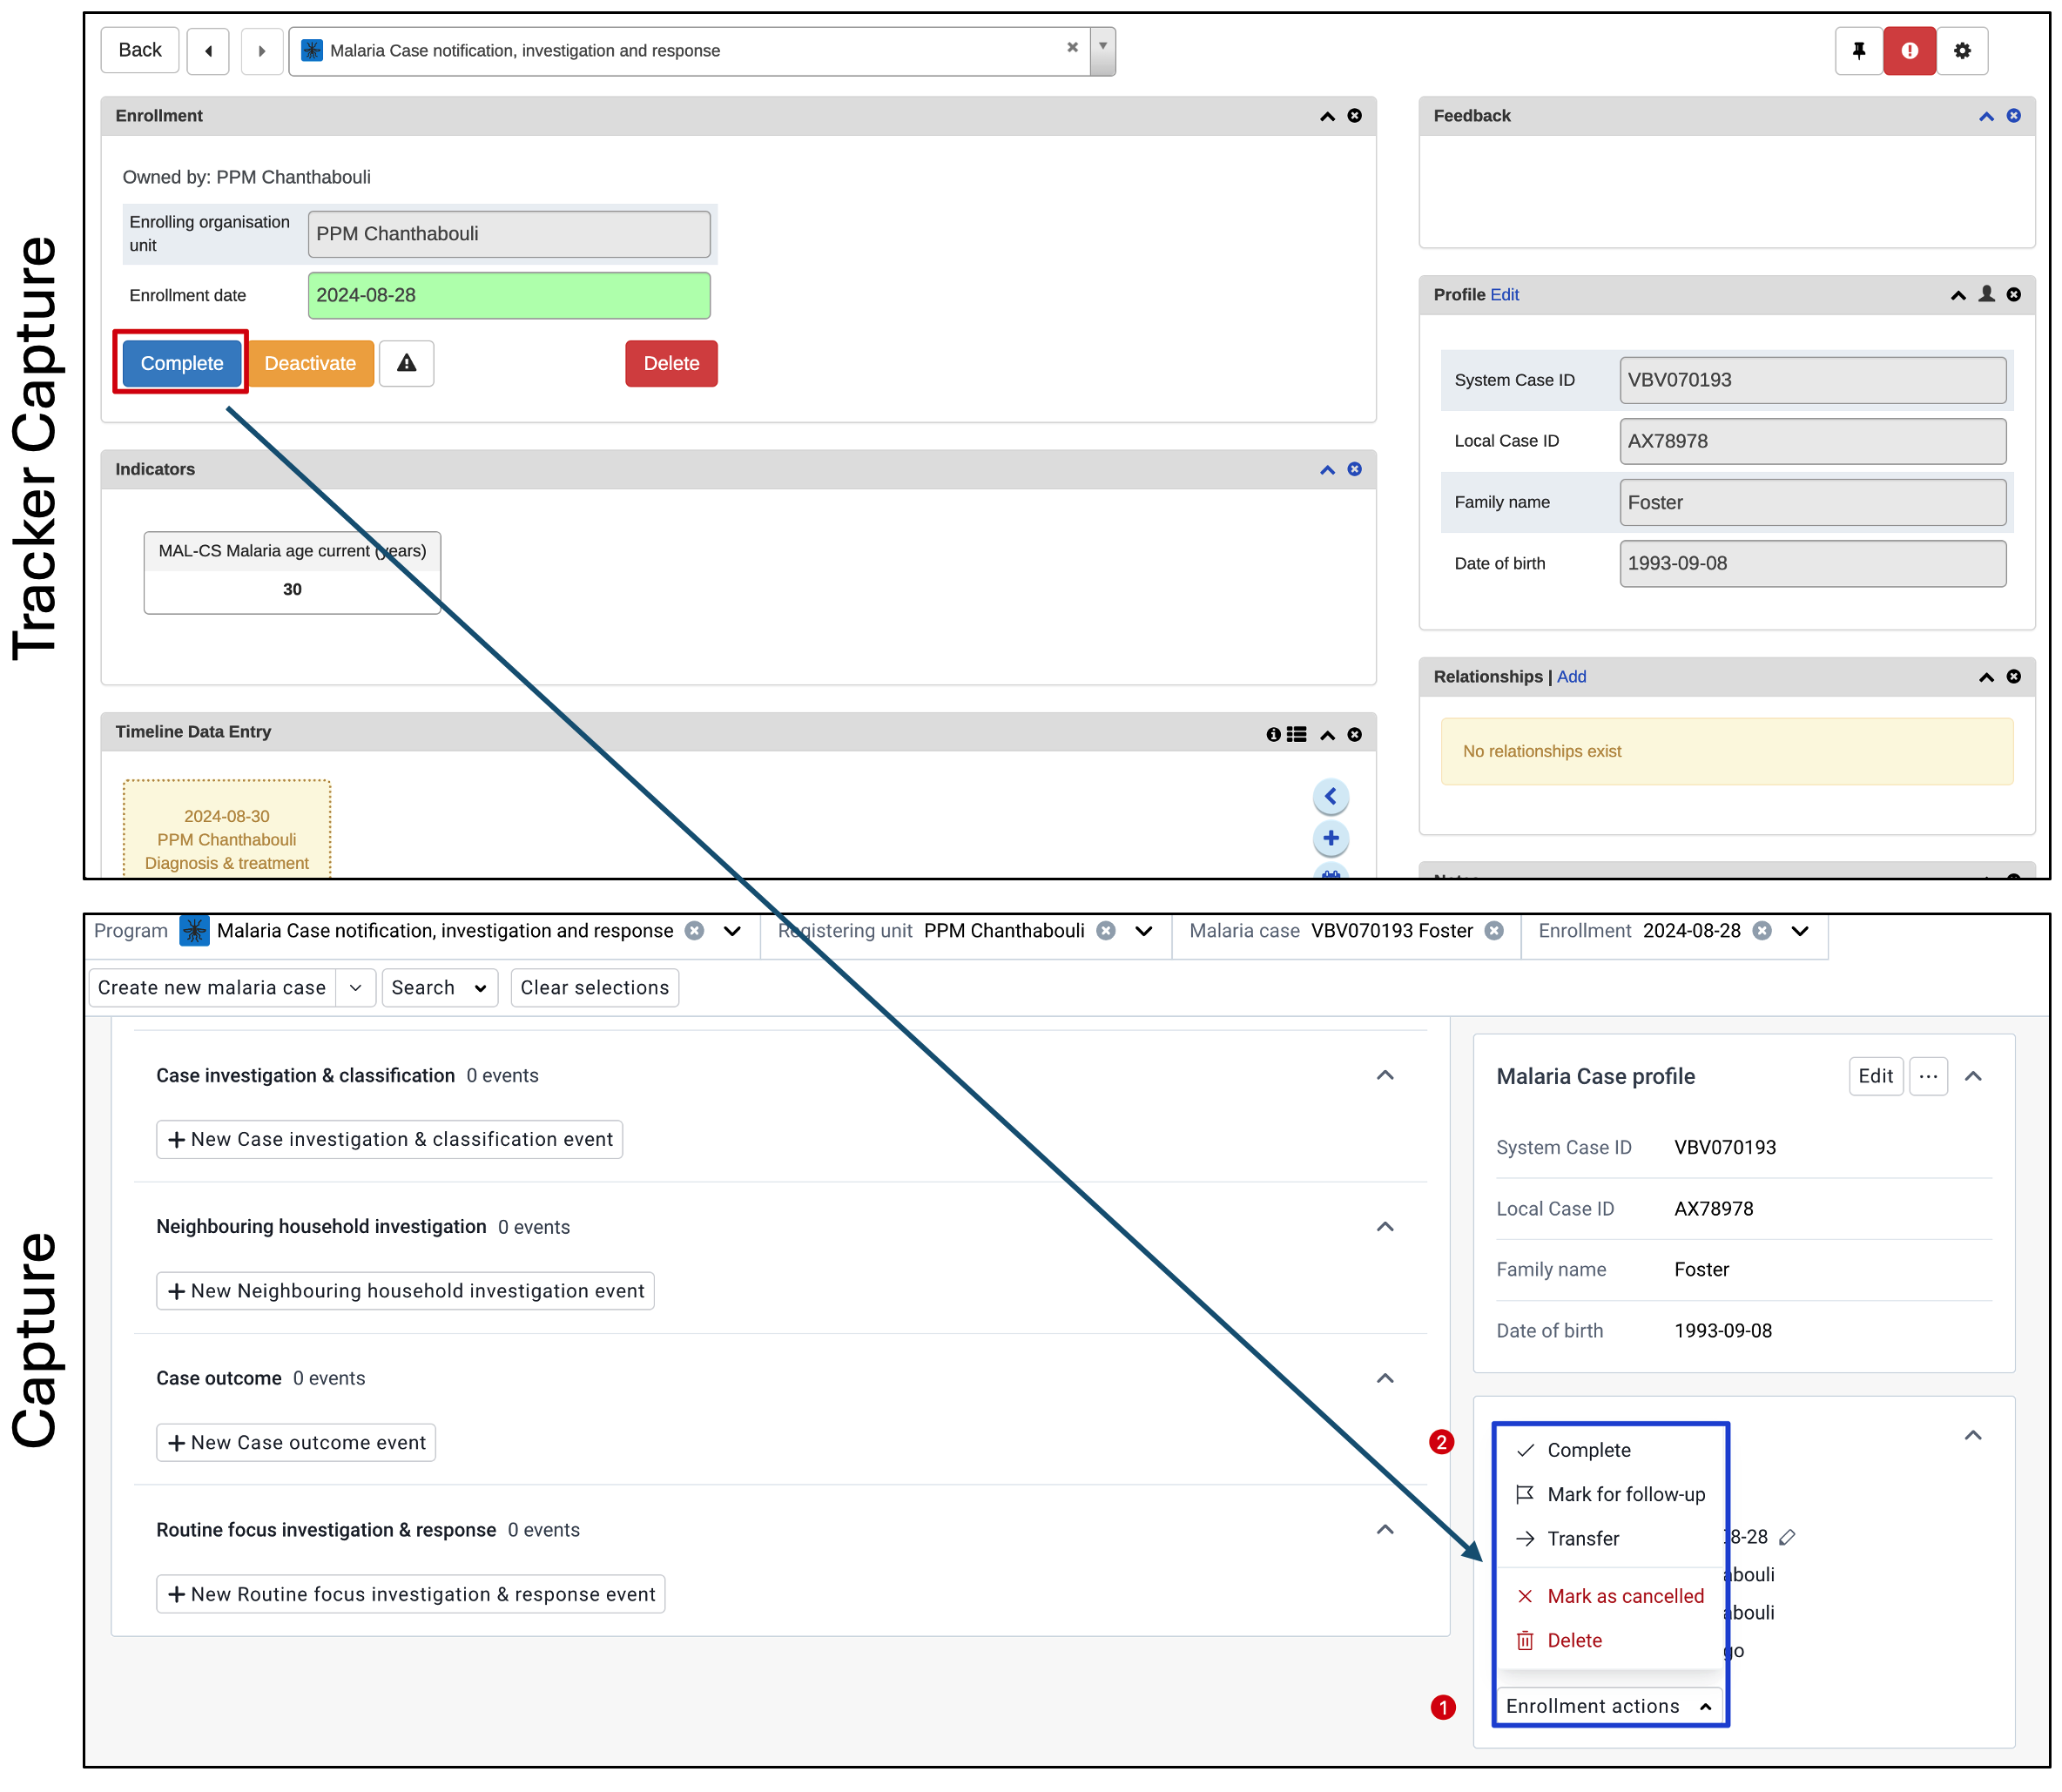 Tracker Capture
Back
Malaria Case notification, investigation and response
Enrollment
Owned by: PPM Chanthabouli
Enrolling organisation
unit
PPM Chanthabouli
Enrollment date
2024-08-28
Complete
Deactivate
Delete
Indicators
MAL-CS Malaria age current (years)
30
Timeline Data Entry
2024-08-30
PPM Chanthabouli
Diagnosis & treatment
Feedback
Profile Edit
System Case ID
VBV070193
Local Case ID
AX78978
Family name
Foster
Date of birth
1993-09-08
Relationships | Add
No relationships exist
Capture
Program Malaria Case notification, investigation and response
Registering unit PPM Chanthabouli
Malaria case VBV070193 Foster
Enrollment 2024-08-28
Create new malaria case
Search
Clear selections
Case investigation & classification 0 events
New Case investigation & classification event
Neighbouring household investigation 0 events
New Neighbouring household investigation event
Case outcome 0 events
New Case outcome event
Routine focus investigation & response 0 events
New Routine focus investigation & response event
Malaria Case profile
Edit
System Case ID VBV070193
Local Case ID AX78978
Family name Foster
Date of birth 1993-09-08
2
Complete
Mark for follow-up
Transfer
8-28
abouli
Mark as cancelled
abouli
Delete
go
1
Enrollment actions